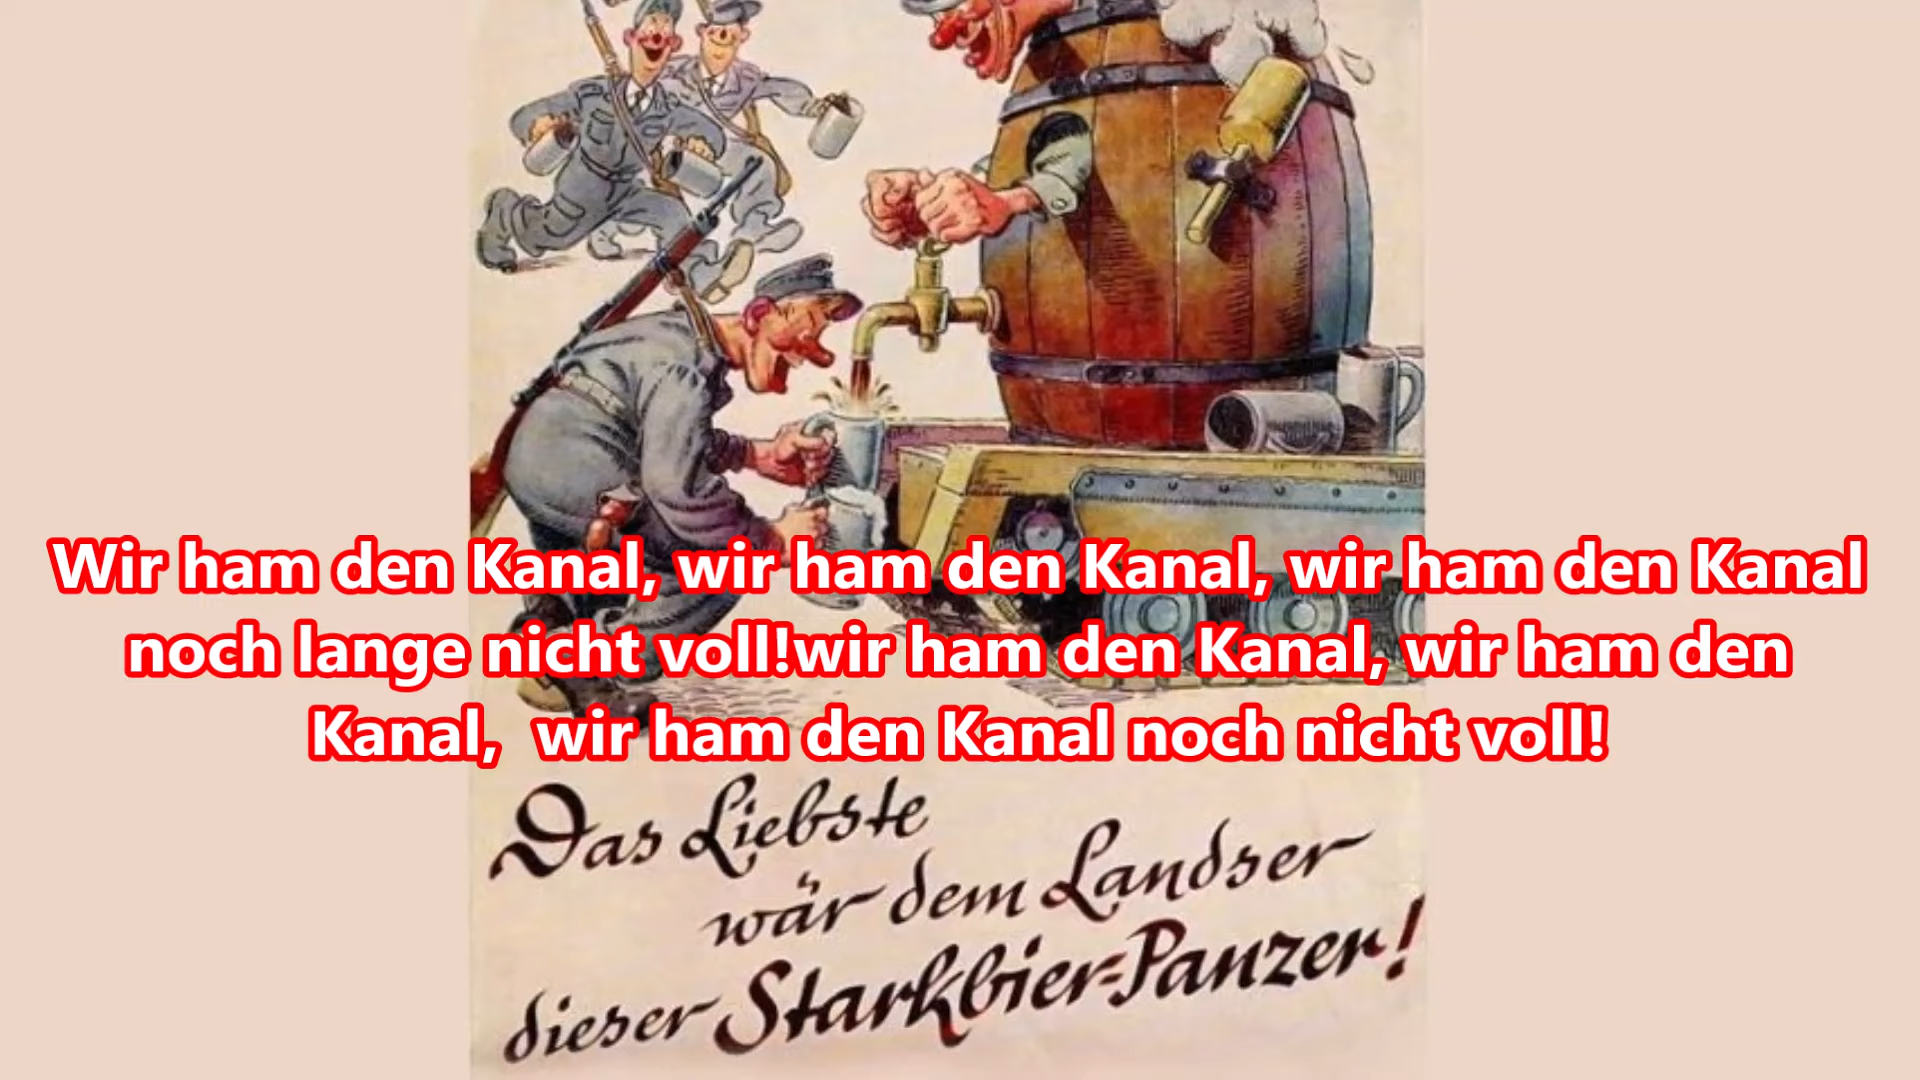 Wir ham den Kanal, wir ham den Kanal, wir ham den Kanal
noch lange nicht voll!wir ham den Kanal, wir ham den
Kanal,  wir ham den Kanal noch nicht voll!
Das Liebste
wär dem Landser
dieser Starkbier-Panzer!